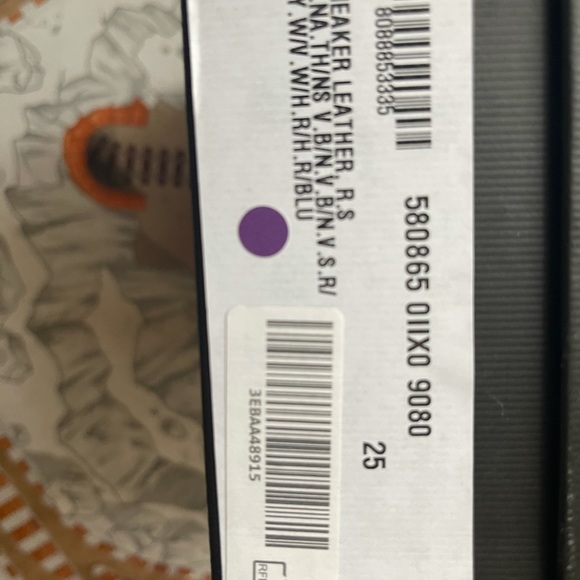 8088853335
580865 0IIX0 9080
25
EAKER LEATHER R.S
NA.TH/NS V.B/N.V.B/N.V.S.R/
Y.W/V.W/H.R/H.R/BLU
3EBAA48915